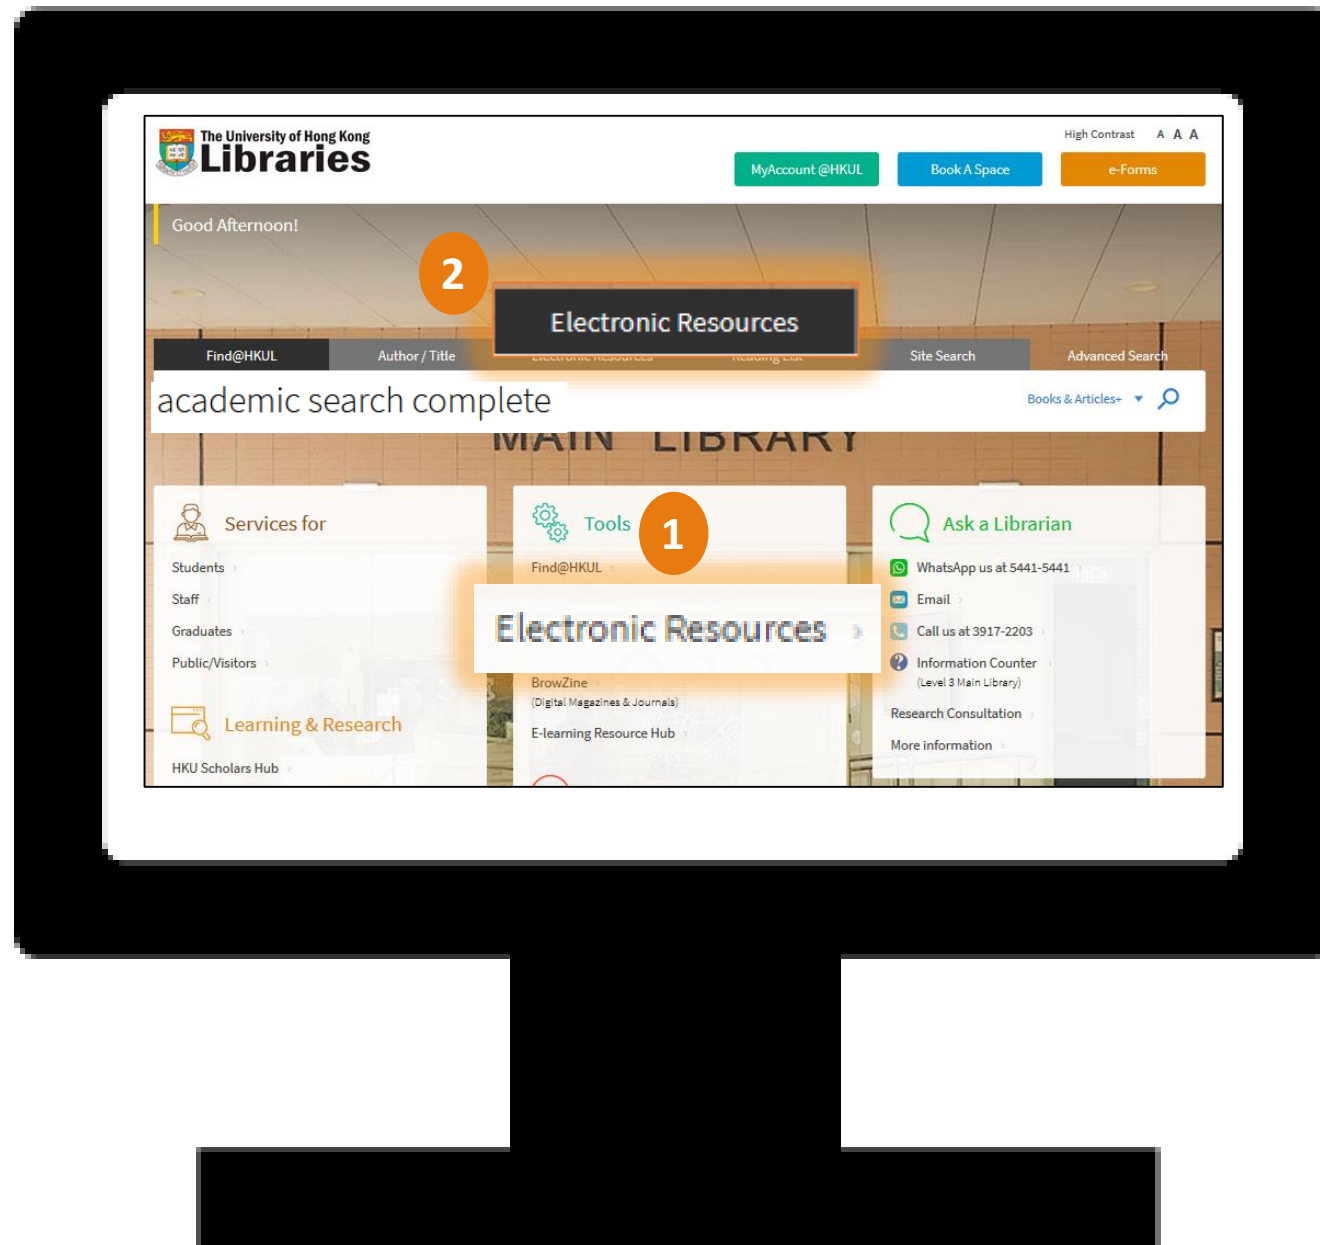 The University of Hong Kong
Libraries
High Contrast A A A
MyAccount @HKUL
Book A Space
e-Forms
Good Afternoon!
2
Electronic Resources
Find@HKUL
Author / Title
Electronic Resources
Reading List
Site Search
Advanced Search
academic search complete
Books & Articles+
MAIN LIBRARY
Services for
Students
Staff
Graduates
Public/Visitors
Learning & Research
HKU Scholars Hub
Tools
1
Find@HKUL
Electronic Resources
BrowZine
(Digital Magazines & Journals)
E-learning Resource Hub
Ask a Librarian
WhatsApp us at 5441-5441
Email
Call us at 3917-2203
Information Counter
(Level 3 Main Library)
Research Consultation
More information